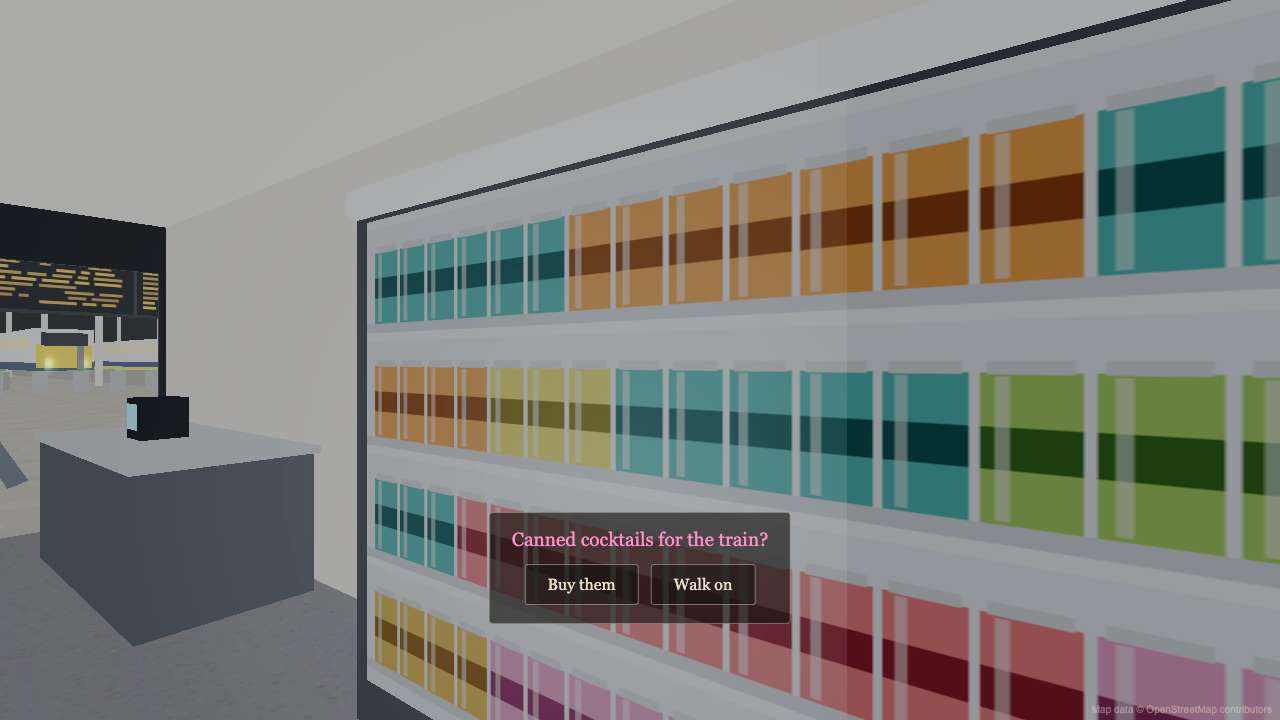 Canned cocktails for the train?
Buy them
Walk on
Map data © OpenStreetMap contributors